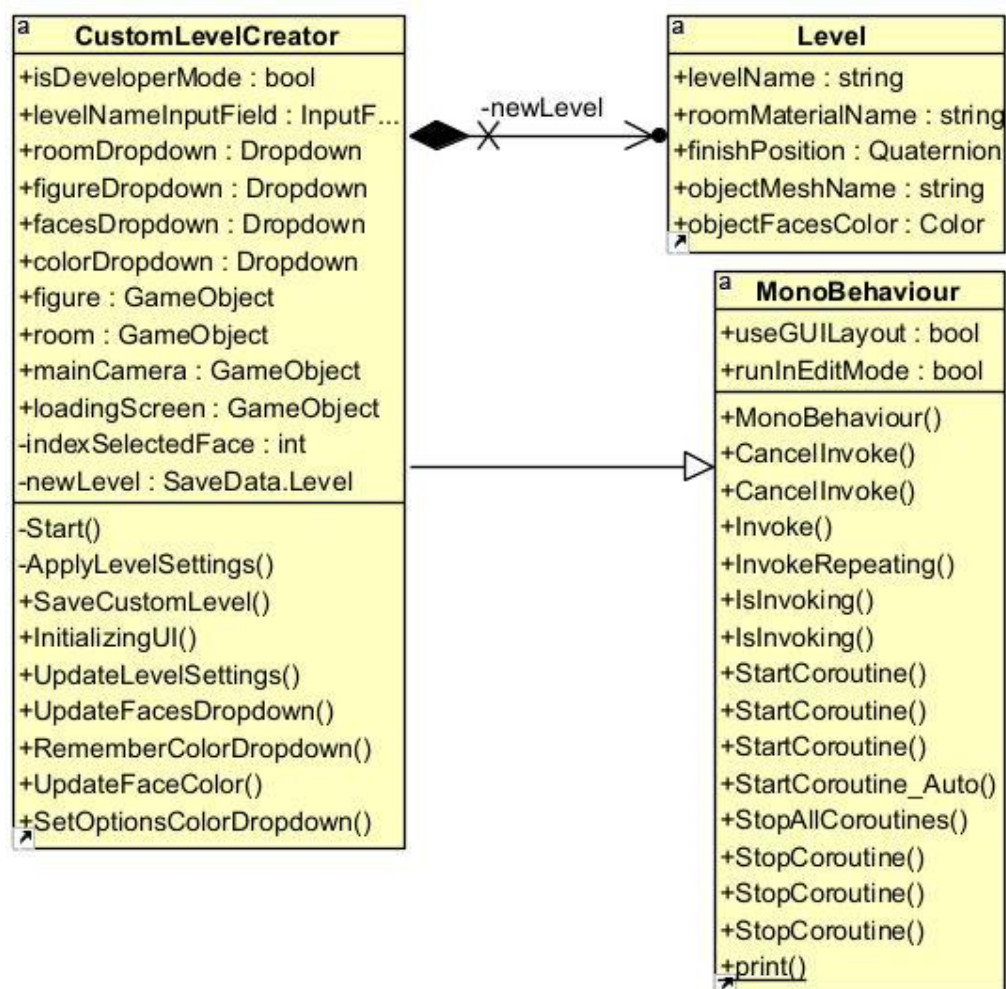 a
CustomLevelCreator
+isDeveloperMode : bool
+levelNameInputField : InputF...
+roomDropdown : Dropdown
+figureDropdown : Dropdown
+facesDropdown : Dropdown
+colorDropdown : Dropdown
+figure : GameObject
+room : GameObject
+mainCamera : GameObject
+loadingScreen : GameObject
-indexSelectedFace : int
-newLevel : SaveData.Level
-Start()
-ApplyLevelSettings()
+SaveCustomLevel()
+InitializingUI()
+UpdateLevelSettings()
+UpdateFacesDropdown()
+RememberColorDropdown()
+UpdateFaceColor()
+SetOptionsColorDropdown()
-newLevel
a
Level
+levelName : string
+roomMaterialName : string
+finishPosition : Quaternion
+objectMeshName : string
+objectFacesColor : Color
a
MonoBehaviour
+useGUILayout : bool
+runInEditMode : bool
+MonoBehaviour()
+CancelInvoke()
+CancelInvoke()
+Invoke()
+InvokeRepeating()
+IsInvoking()
+IsInvoking()
+StartCoroutine()
+StartCoroutine()
+StartCoroutine()
+StartCoroutine_Auto()
+StopAllCoroutines()
+StopCoroutine()
+StopCoroutine()
+StopCoroutine()
+print()